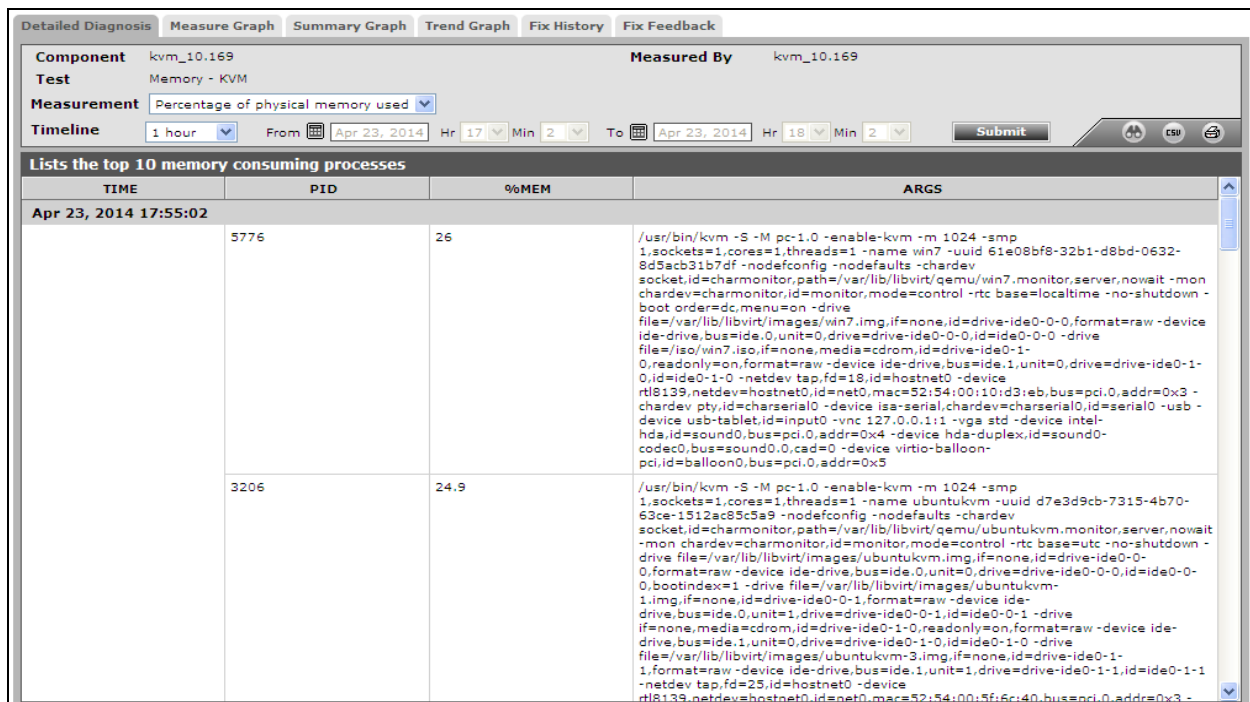 Detailed Diagnosis Measure Graph Summary Graph Trend Graph Fix History Fix Feedback
Component kvm_10.169 Measured By kvm_10.169
Test Memory - KVM
Measurement Percentage of physical memory used
Timeline 1 hour From Apr 23, 2014 Hr 17 Min 2 To Apr 23, 2014 Hr 18 Min 2 Submit CSV
Lists the top 10 memory consuming processes
TIME PID %MEM ARGS
Apr 23, 2014 17:55:02
5776 26 /usr/bin/kvm -S -M pc-1.0 -enable-kvm -m 1024 -smp
1,sockets=1,cores=1,threads=1 -name win7 -uuid 61e08bf8-32b1-d8bd-0632-
8d5acb31b7df -nodefconfig -nodefaults -chardev
socket,id=charmonitor,path=/var/lib/libvirt/qemu/win7.monitor,server,nowait -mon
chardev=charmonitor,id=monitor,mode=control -rtc base=localtime -no-shutdown -
boot order=dc,menu=on -drive
file=/var/lib/libvirt/images/win7.img,if=none,id=drive-ide0-0-0,format=raw -device
ide-drive,bus=ide.0,unit=0,drive=drive-ide0-0-0,id=ide0-0-0 -drive
file=/iso/win7.iso,if=none,media=cdrom,id=drive-ide0-1-
0,readonly=on,format=raw -device ide-drive,bus=ide.1,unit=0,drive=drive-ide0-1-
0,id=ide0-1-0 -netdev tap,fd=18,id=hostnet0 -device
rtl8139,netdev=hostnet0,id=net0,mac=52:54:00:10:d3:eb,bus=pci.0,addr=0x3 -
chardev pty,id=charserial0 -device isa-serial,chardev=charserial0,id=serial0 -usb -
device usb-tablet,id=input0 -vnc 127.0.0.1:1 -vga std -device intel-
hda,id=sound0,bus=pci.0,addr=0x4 -device hda-duplex,id=sound0-
codec0,bus=sound0.0,cad=0 -device virtio-balloon-
pci,id=balloon0,bus=pci.0,addr=0x5
3206 24.9 /usr/bin/kvm -S -M pc-1.0 -enable-kvm -m 1024 -smp
1,sockets=1,cores=1,threads=1 -name ubuntukvm -uuid d7e3d9cb-7315-4b70-
63ce-1512ac85c5a9 -nodefconfig -nodefaults -chardev
socket,id=charmonitor,path=/var/lib/libvirt/qemu/ubuntukvm.monitor,server,nowait
-mon chardev=charmonitor,id=monitor,mode=control -rtc base=utc -no-shutdown -
drive file=/var/lib/libvirt/images/ubuntukvm.img,if=none,id=drive-ide0-0-
0,format=raw -device ide-drive,bus=ide.0,unit=0,drive=drive-ide0-0-0,id=ide0-0-
0,bootindex=1 -drive file=/var/lib/libvirt/images/ubuntukvm-
1.img,if=none,id=drive-ide0-0-1,format=raw -device ide-
drive,bus=ide.0,unit=1,drive=drive-ide0-0-1,id=ide0-0-1 -drive
if=none,media=cdrom,id=drive-ide0-1-0,readonly=on,format=raw -device ide-
drive,bus=ide.1,unit=0,drive=drive-ide0-1-0,id=ide0-1-0 -drive
file=/var/lib/libvirt/images/ubuntukvm-3.img,if=none,id=drive-ide0-1-
1,format=raw -device ide-drive,bus=ide.1,unit=1,drive=drive-ide0-1-1,id=ide0-1-1
-netdev tap,fd=25,id=hostnet0 -device
rtl8139,netdev=hostnet0,id=net0,mac=52:54:00:5f:6c:40,bus=pci.0,addr=0x3 -